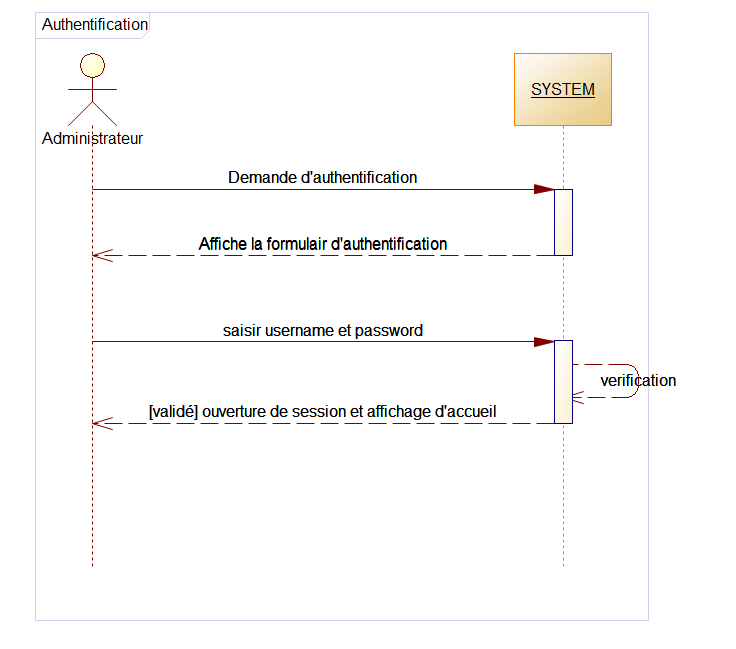 Authentification
SYSTEM
Administrateur
Demande d'authentification
Affiche la formulair d'authentification
saisir username et password
verification
[validé] ouverture de session et affichage d'accueil